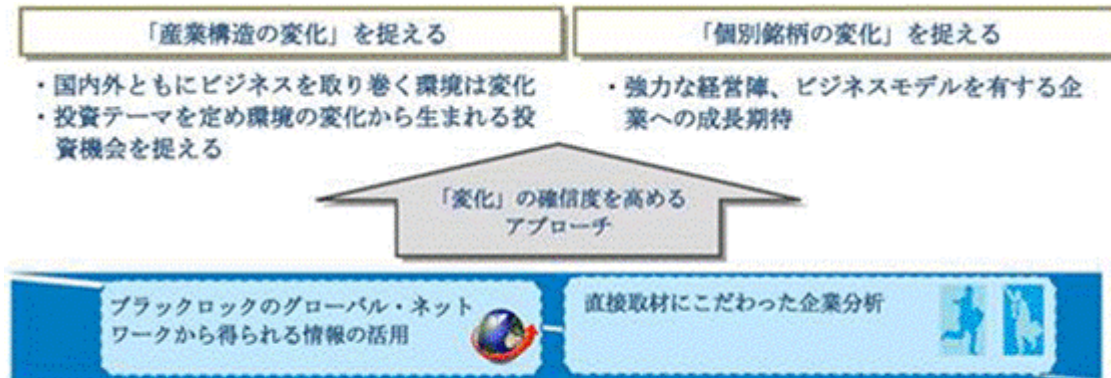 「産業構造の変化」を捉える
「個別銘柄の変化」を捉える
・国内外ともにビジネスを取り巻く環境は変化
・投資テーマを定め環境の変化から生まれる投
資機会を捉える
・強力な経営陣、ビジネスモデルを有する企
業への成長期待
「変化」の確信度を高める
アプローチ
ブラックロックのグローバル・ネット
ワークから得られる情報の活用
直接取材にこだわった企業分析